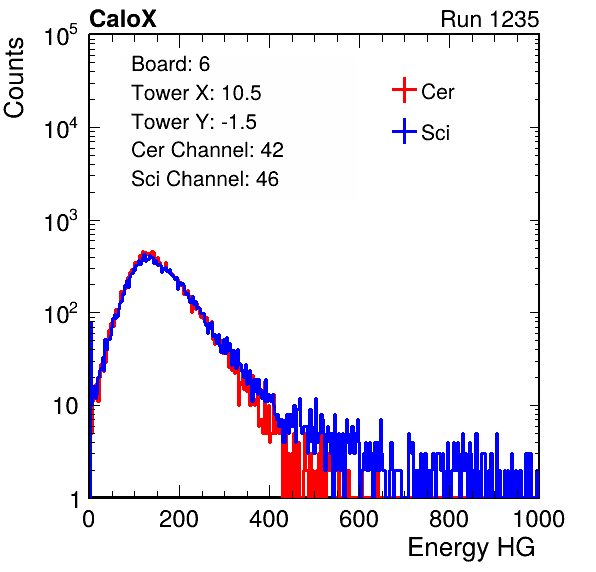 CaloX Run 1235
Counts
10^5
10^4
10^3
10^2
10
1
Board: 6
Tower X: 10.5
Tower Y: -1.5
Cer Channel: 42
Sci Channel: 46
Cer
Sci
0 200 400 600 800 1000
Energy HG